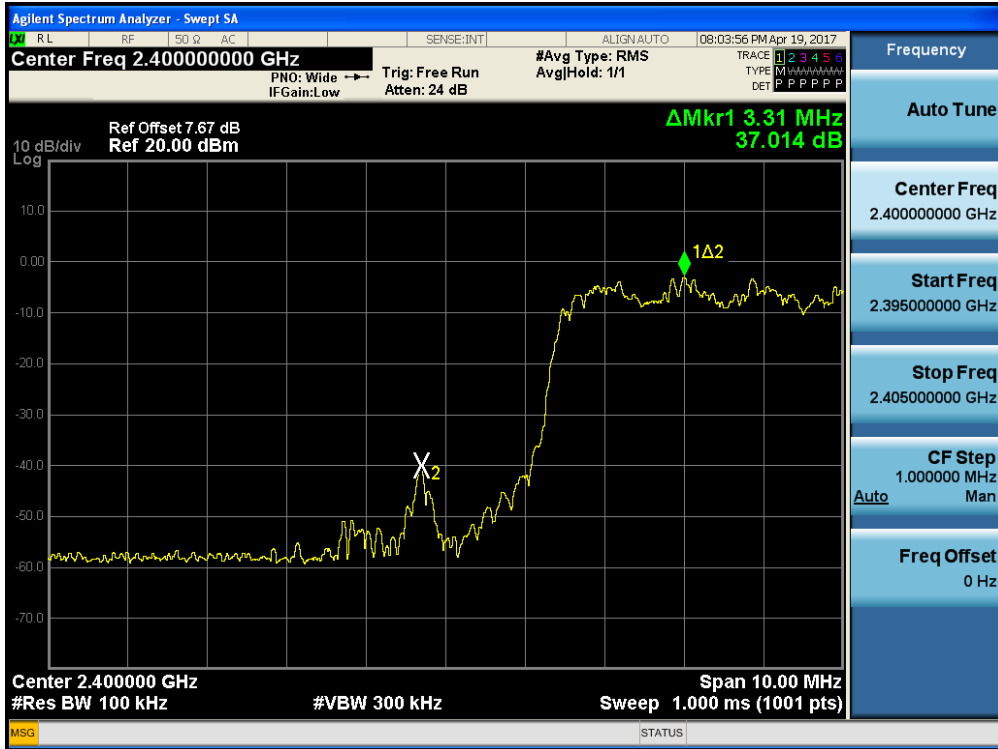 Agilent Spectrum Analyzer - Swept SA
LXI RL RF 50 Ω AC SENSE:INT ALIGN AUTO 08:03:56 PM Apr 19, 2017
Center Freq 2.400000000 GHz
PNO: Wide
IFGain:Low
Trig: Free Run
Atten: 24 dB
#Avg Type: RMS
Avg|Hold: 1/1
TRACE 1 2 3 4 5 6
TYPE M W W W W W
DET P P P P P P
ΔMkr1 3.31 MHz
37.014 dB
Ref Offset 7.67 dB
10 dB/div Ref 20.00 dBm
Log
10.0
0.00
-10.0
-20.0
-30.0
-40.0
-50.0
-60.0
-70.0
1Δ2
X2
Center 2.400000 GHz Span 10.00 MHz
#Res BW 100 kHz #VBW 300 kHz Sweep 1.000 ms (1001 pts)
MSG STATUS
Frequency
Auto Tune
Center Freq
2.400000000 GHz
Start Freq
2.395000000 GHz
Stop Freq
2.405000000 GHz
CF Step
1.000000 MHz
Auto Man
Freq Offset
0 Hz